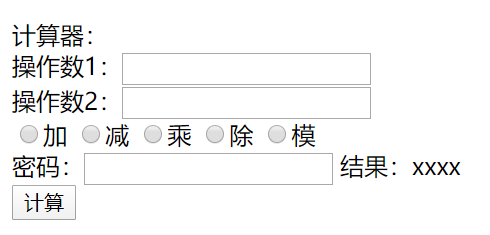 计算器：
操作数1：
操作数2：
加 减 乘 除 模
密码： 结果：xxxx
计算